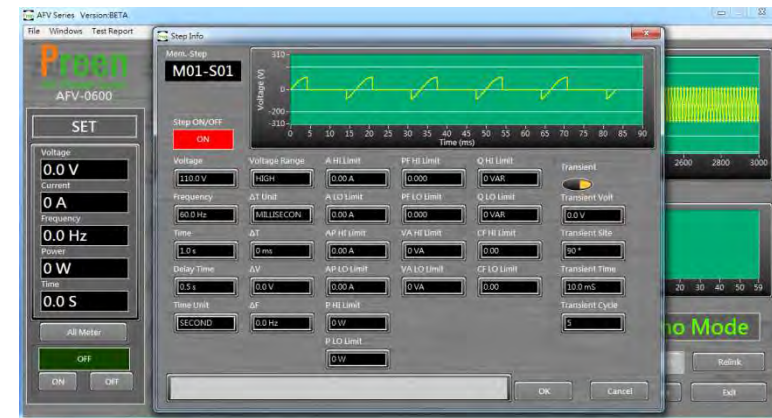 AFV Series Version:BETA
File Windows Test Report
Preen
AFV-0600
SET
Voltage
0.0 V
Current
0 A
Frequency
0.0 Hz
Power
0 W
Time
0.0 S
All Meter
OFF
ON OFF
Step Info
Mem.-Step
M01-S01
Step ON/OFF
ON
Voltage (V)
310
0
-200
-310
0 5 10 15 20 25 30 35 40 45 50 55 60 65 70 75 80 85 90
Time (ms)
Voltage Voltage Range A HI Limit PF HI Limit Q HI Limit Transient
110.0 V HIGH 0.00 A 0.000 0 VAR
Frequency ΔT Unit A LO Limit PF LO Limit Q LO Limit Transient Volt
60.0 Hz MILLISECON 0.00 A 0.000 0 VAR 0.0 V
Time ΔT AP HI Limit VA HI Limit CF HI Limit Transient Site
1.0 s 0 ms 0.00 A 0 VA 0.00 90 °
Delay Time ΔV AP LO Limit VA LO Limit CF LO Limit Transient Time
0.5 s 0.0 V 0.00 A 0 VA 0.00 10.0 mS
Time Unit ΔF P HI Limit Transient Cycle
SECOND 0.0 Hz 0 W 5
P LO Limit
0 W
OK Cancel
2600 2800 3000
20 30 40 50 59
no Mode
Relink
Exit